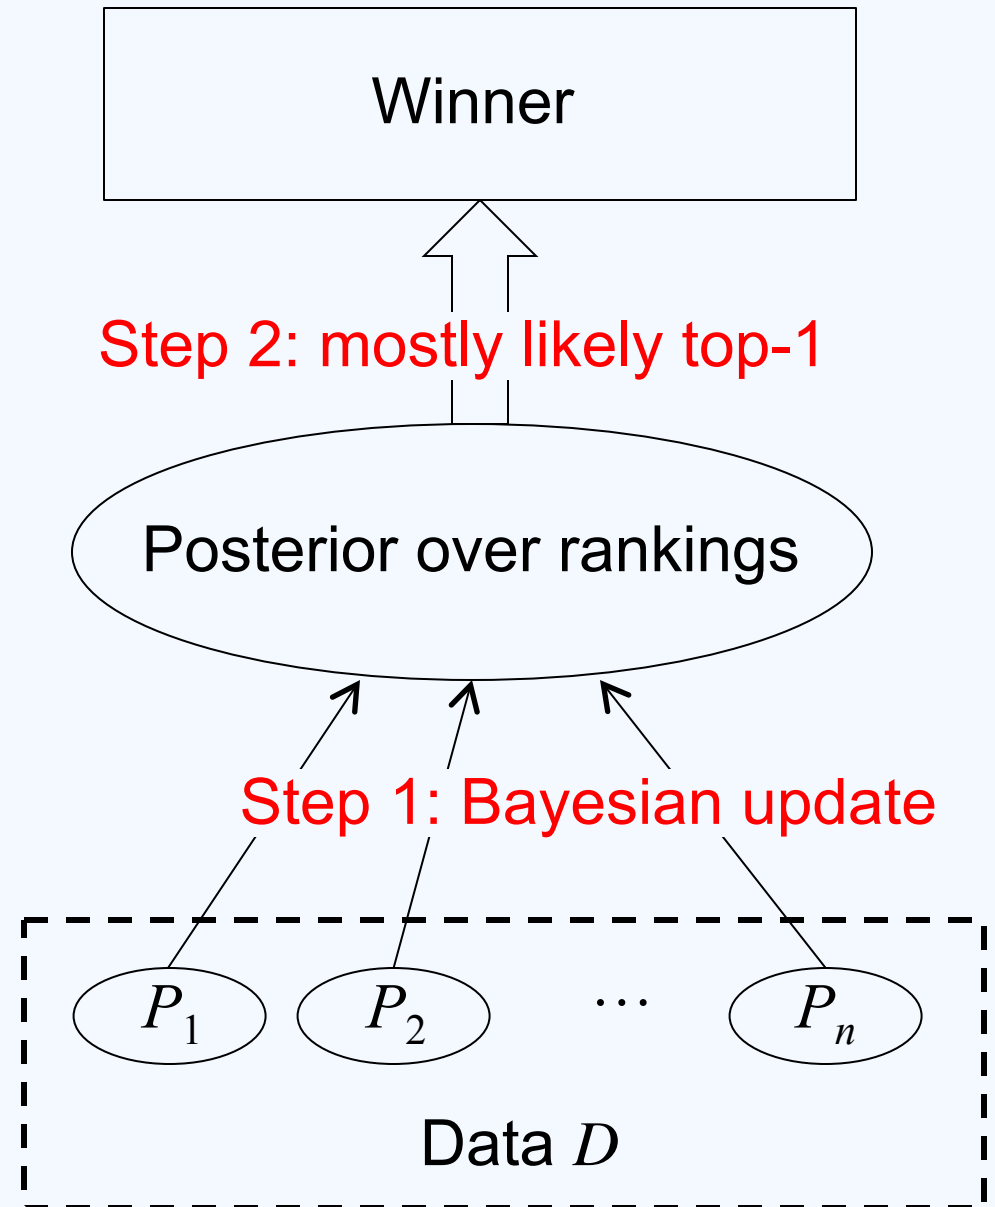 Winner
Step 2: mostly likely top-1
Posterior over rankings
Step 1: Bayesian update
P1 P2 … Pn
Data D